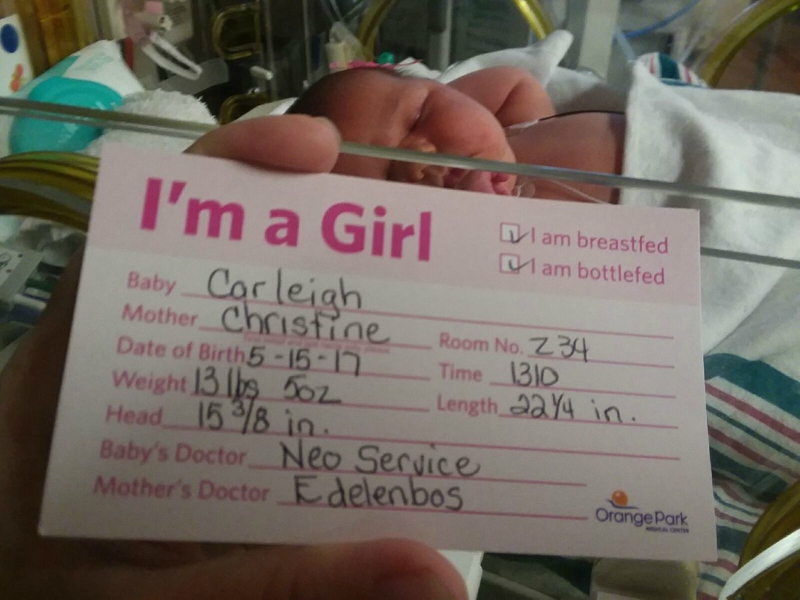 I'm a Girl
I am breastfed
I am bottlefed
Baby Carleigh
Mother Christine
Room No. 234
Date of Birth 5-15-17
Time 1310
Weight 13 lbs 5oz
Length 22 1/4 in.
Head 15 3/8 in.
Baby's Doctor Neo Service
Mother's Doctor Edelenbos
Orange Park
MEDICAL CENTER